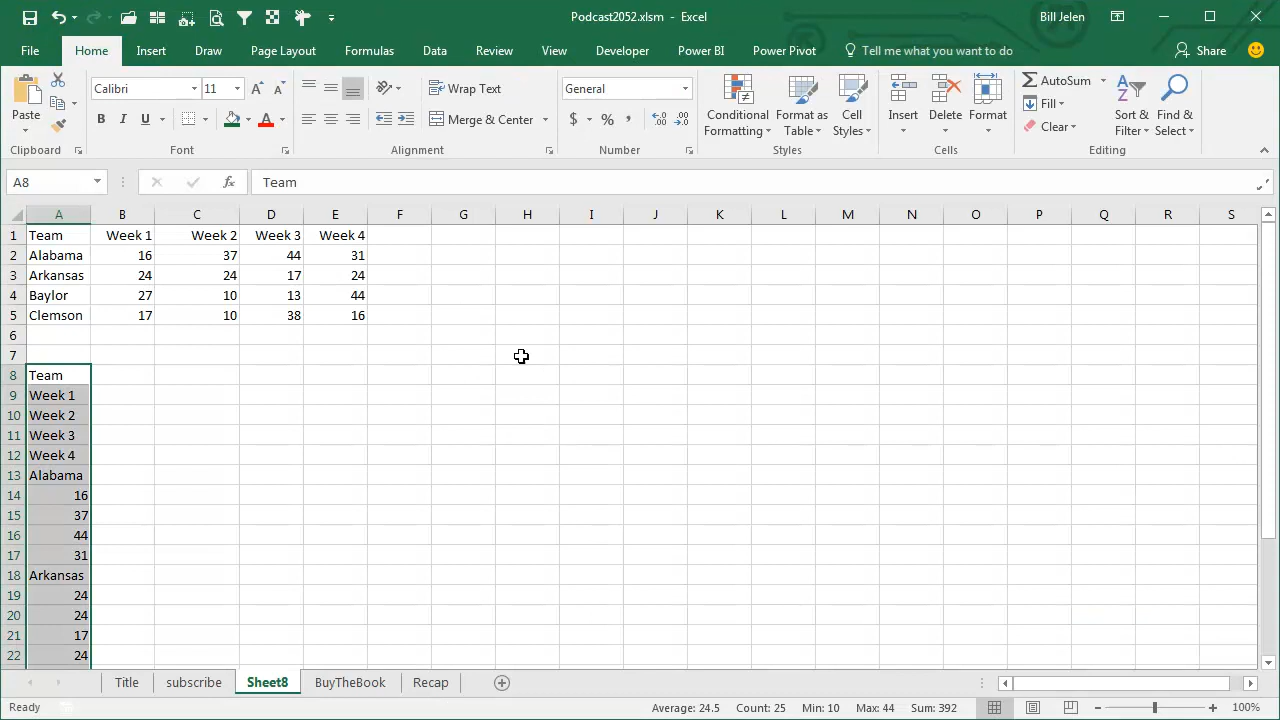 Podcast2052.xlsm - Excel
Bill Jelen
File Home Insert Draw Page Layout Formulas Data Review View Developer Power BI Power Pivot Tell me what you want to do Share
Paste
Clipboard
Calibri 11
B I U
Font
Wrap Text
Merge & Center
Alignment
General
$ % ,
Number
Conditional Formatting
Format as Table
Cell Styles
Styles
Insert Delete Format
Cells
AutoSum
Fill
Clear
Sort & Filter
Find & Select
Editing
A8 fx Team
A B C D E F G H I J K L M N O P Q R S
1 Team Week 1 Week 2 Week 3 Week 4
2 Alabama 16 37 44 31
3 Arkansas 24 24 17 24
4 Baylor 27 10 13 44
5 Clemson 17 10 38 16
6
7
8 Team
9 Week 1
10 Week 2
11 Week 3
12 Week 4
13 Alabama
14 16
15 37
16 44
17 31
18 Arkansas
19 24
20 24
21 17
22 24
Title subscribe Sheet8 BuyTheBook Recap
Ready Average: 24.5 Count: 25 Min: 10 Max: 44 Sum: 392 100%